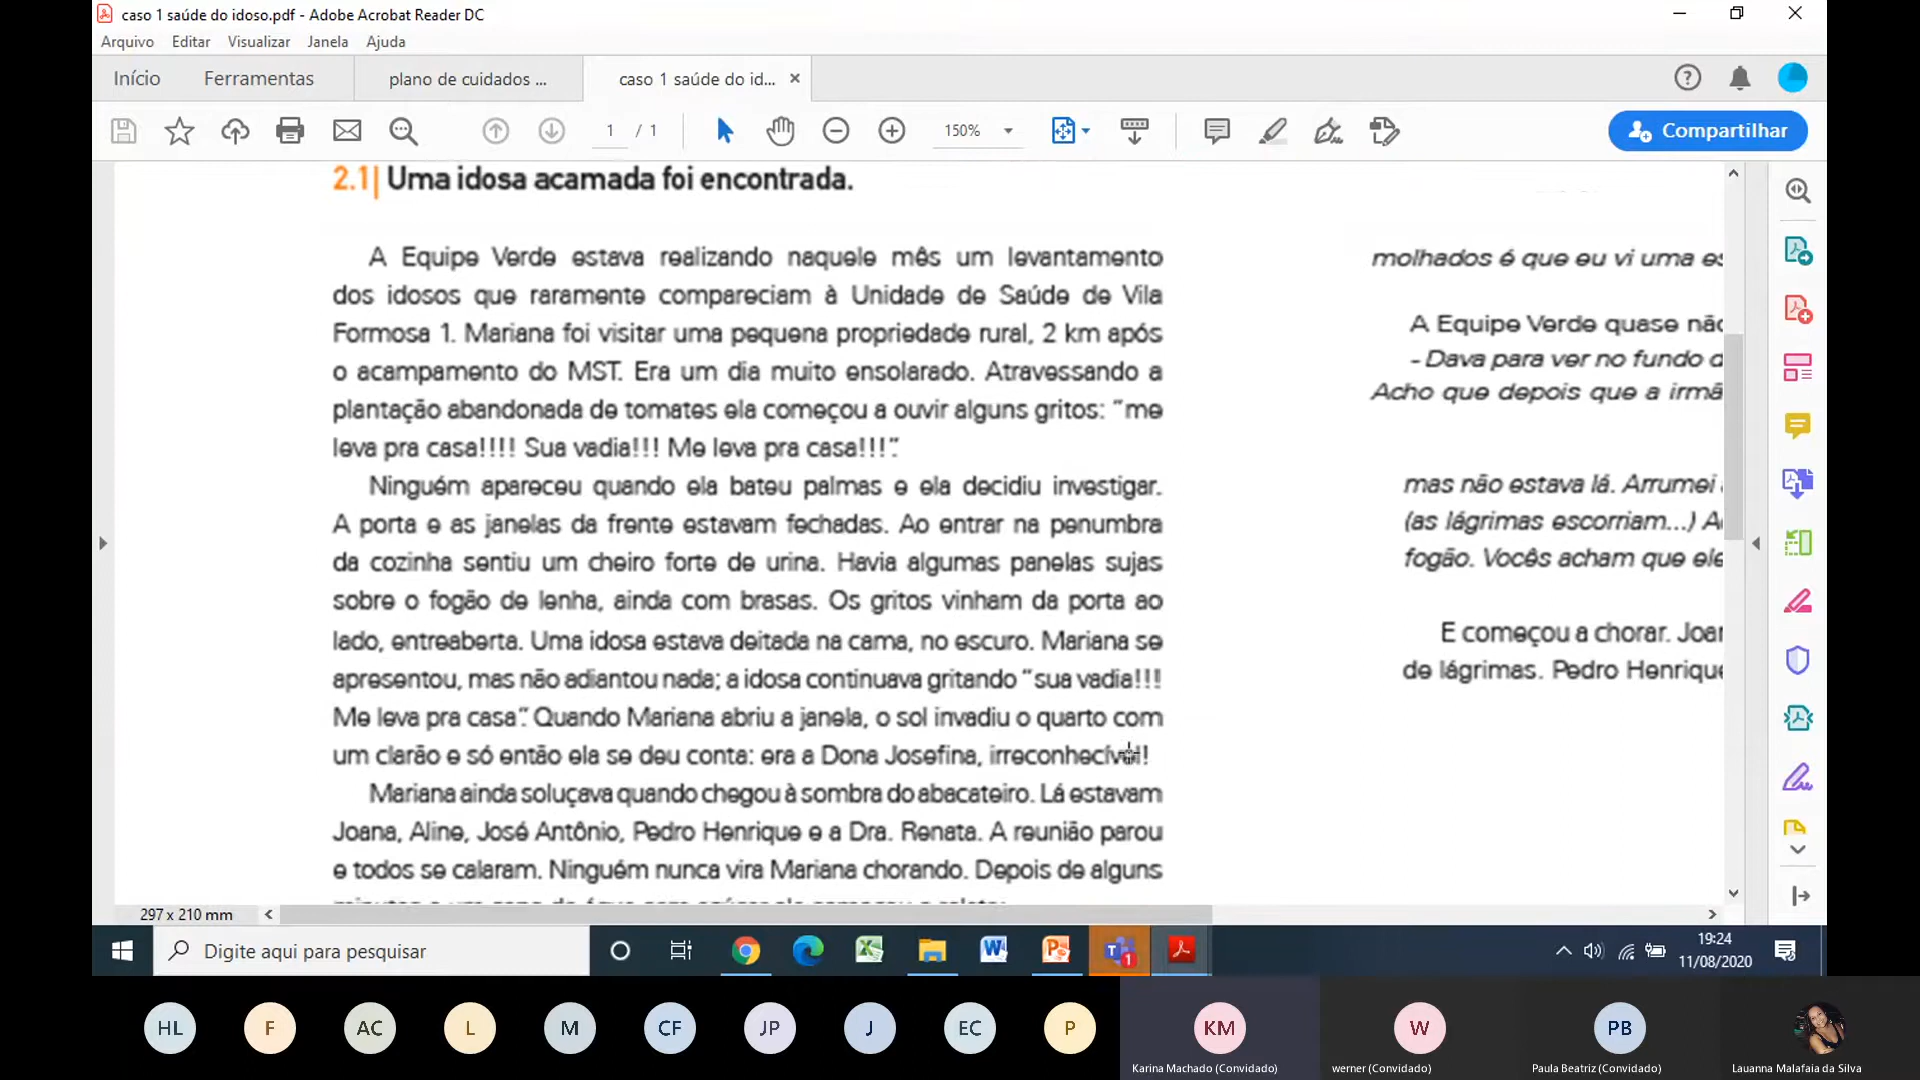 caso 1 saúde do idoso.pdf - Adobe Acrobat Reader DC
Arquivo Editar Visualizar Janela Ajuda
Início Ferramentas plano de cuidados ... caso 1 saúde do id...
1 / 1 150% Compartilhar
2.1| Uma idosa acamada foi encontrada.
A Equipe Verde estava realizando naquele mês um levantamento
dos idosos que raramente compareciam à Unidade de Saúde de Vila
Formosa 1. Mariana foi visitar uma pequena propriedade rural, 2 km após
o acampamento do MST. Era um dia muito ensolarado. Atravessando a
plantação abandonada de tomates ela começou a ouvir alguns gritos: "me
leva pra casa!!!! Sua vadia!!! Me leva pra casa!!!".
Ninguém apareceu quando ela bateu palmas e ela decidiu investigar.
A porta e as janelas da frente estavam fechadas. Ao entrar na penumbra
da cozinha sentiu um cheiro forte de urina. Havia algumas panelas sujas
sobre o fogão de lenha, ainda com brasas. Os gritos vinham da porta ao
lado, entreaberta. Uma idosa estava deitada na cama, no escuro. Mariana se
apresentou, mas não adiantou nada; a idosa continuava gritando "sua vadia!!!
Me leva pra casa". Quando Mariana abriu a janela, o sol invadiu o quarto com
um clarão e só então ela se deu conta: era a Dona Josefina, irreconhecível!
Mariana ainda soluçava quando chegou à sombra do abacateiro. Lá estavam
Joana, Aline, José Antônio, Pedro Henrique e a Dra. Renata. A reunião parou
e todos se calaram. Ninguém nunca vira Mariana chorando. Depois de alguns
molhados é que eu vi uma es
A Equipe Verde quase não
- Dava para ver no fundo d
Acho que depois que a irmã
mas não estava lá. Arrumei
(as lágrimas escorriam...) A
fogão. Vocês acham que ele
E começou a chorar. Joan
de lágrimas. Pedro Henrique
297 x 210 mm
Digite aqui para pesquisar
1
19:24
11/08/2020
HL F AC L M CF JP J EC P KM W PB
Karina Machado (Convidado) werner (Convidado) Paula Beatriz (Convidado) Lauanna Malafaia da Silva